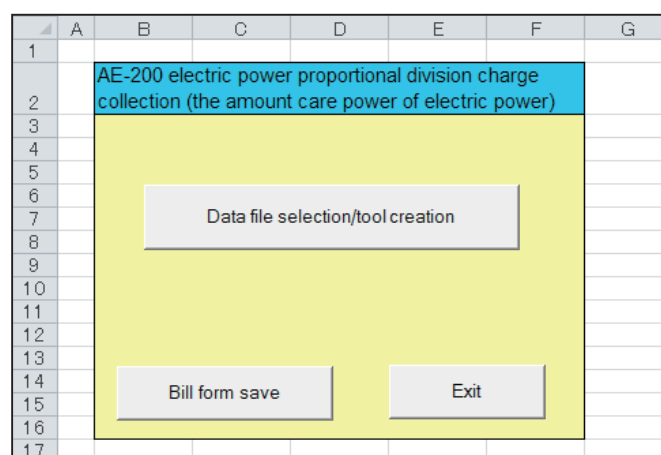 A B C D E F G
1
AE-200 electric power proportional division charge
2 collection (the amount care power of electric power)
3
4
5
6
7 Data file selection/tool creation
8
9
10
11
12
13
14 Bill form save Exit
15
16
17